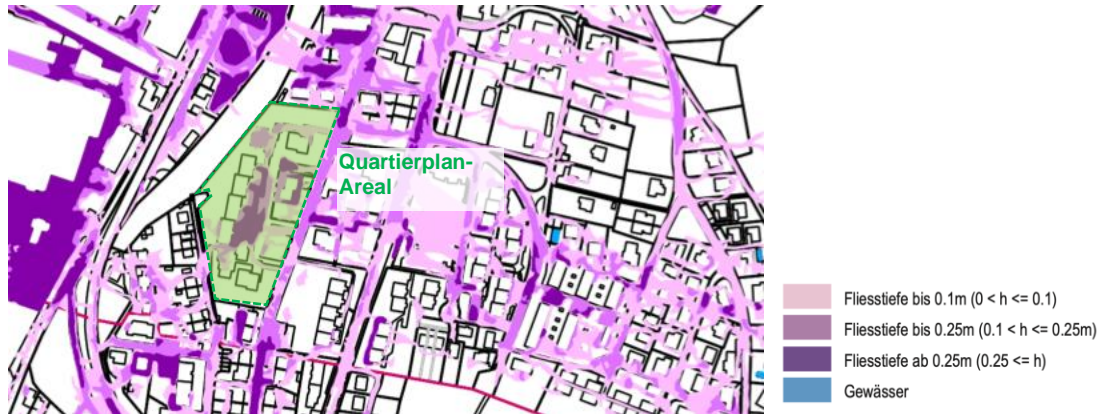 Quartierplan-
Areal
Fliesstiefe bis 0.1m (0 < h <= 0.1)
Fliesstiefe bis 0.25m (0.1 < h <= 0.25m)
Fliesstiefe ab 0.25m (0.25 <= h)
Gewässer